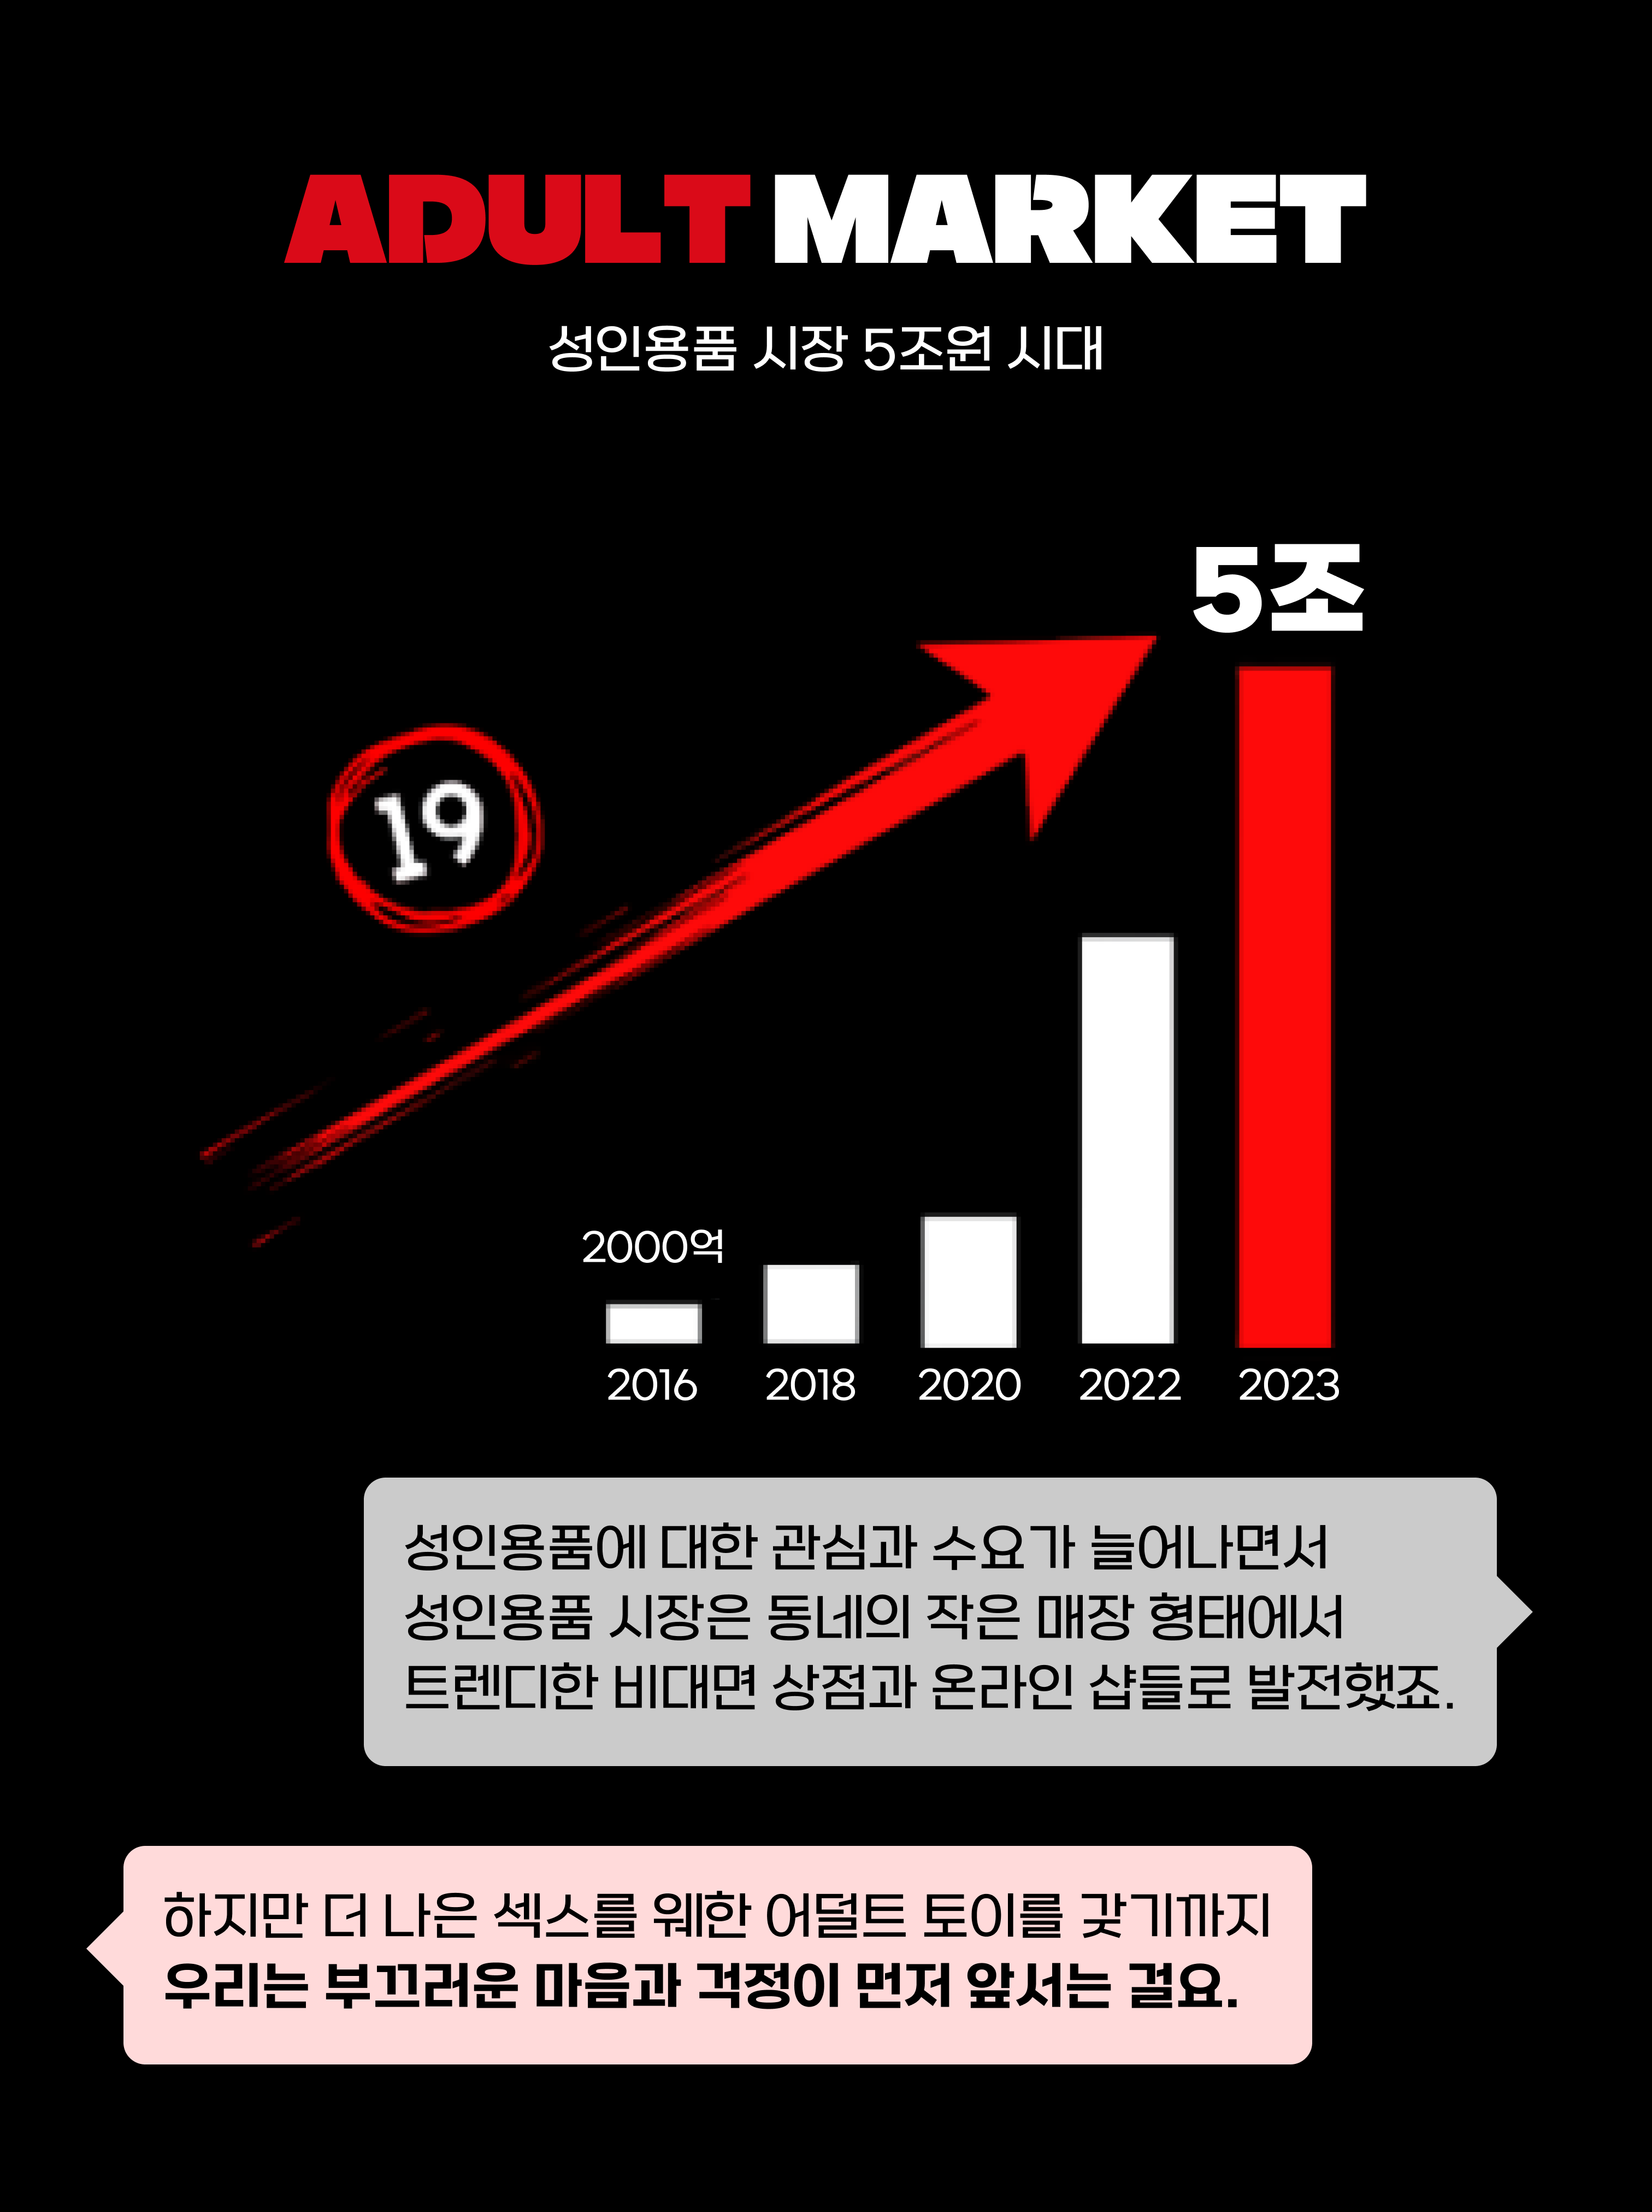 ADULT MARKET
성인용품 시장 5조원 시대
5조
19
2000억
2016 2018 2020 2022 2023
성인용품에 대한 관심과 수요가 늘어나면서
성인용품 시장은 동네의 작은 매장 형태에서
트렌디한 비대면 상점과 온라인 샵들로 발전했죠.
하지만 더 나은 섹스를 웨한 어덜트 토이를 갖기까지
우리는 부끄러운 마음과 걱정이 먼저 앞서는 걸요.